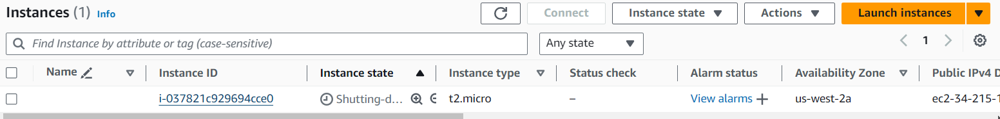 Instances (1) Info Connect Instance state Actions Launch instances
Find Instance by attribute or tag (case-sensitive) Any state 1
Name Instance ID Instance state Instance type Status check Alarm status Availability Zone Public IPv4 D
i-037821c929694cce0 Shutting-d... t2.micro – View alarms + us-west-2a ec2-34-215-1